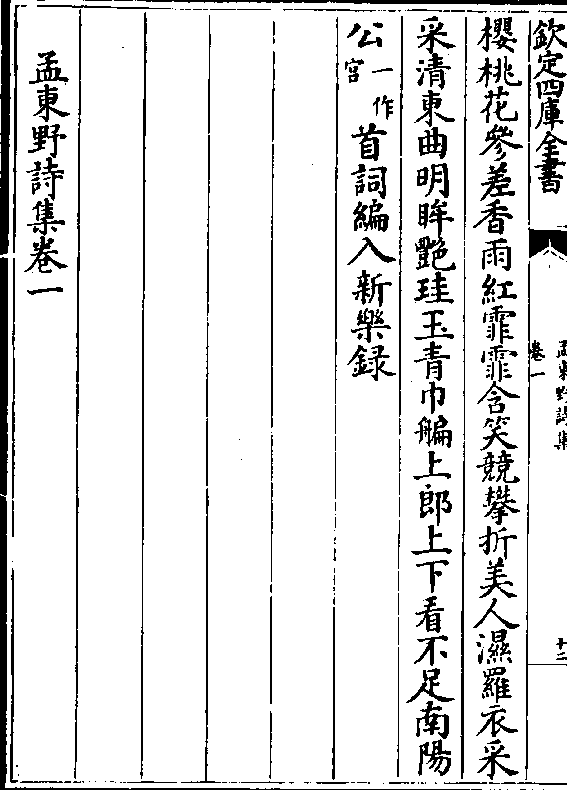 欽定四庫全書
孟東野詩集
卷一
十二
櫻桃花參差香雨紅霏霏含笑競攀折美人濕羅衣采
采清東曲明眸艷珪玉青巾艑上郎上下看不足南陽
公一作宮首詞編入新樂録
孟東野詩集卷一